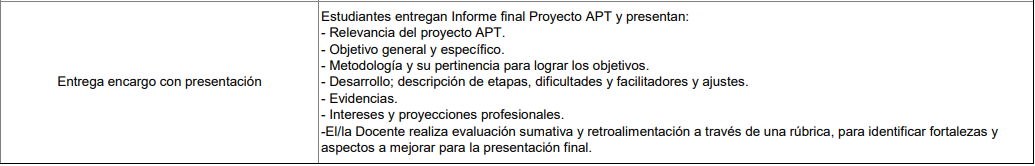 Entrega encargo con presentación
Estudiantes entregan Informe final Proyecto APT y presentan:
- Relevancia del proyecto APT.
- Objetivo general y específico.
- Metodología y su pertinencia para lograr los objetivos.
- Desarrollo; descripción de etapas, dificultades y facilitadores y ajustes.
- Evidencias.
- Intereses y proyecciones profesionales.
-El/la Docente realiza evaluación sumativa y retroalimentación a través de una rúbrica, para identificar fortalezas y
aspectos a mejorar para la presentación final.